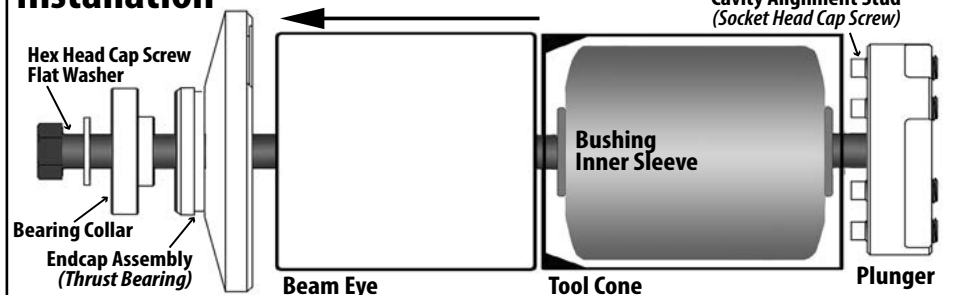 Installation
Cavity Alignment Stud
(Socket Head Cap Screw)
Hex Head Cap Screw
Flat Washer
Bushing
Inner Sleeve
Bearing Collar
Endcap Assembly
(Thrust Bearing)
Beam Eye
Tool Cone
Plunger